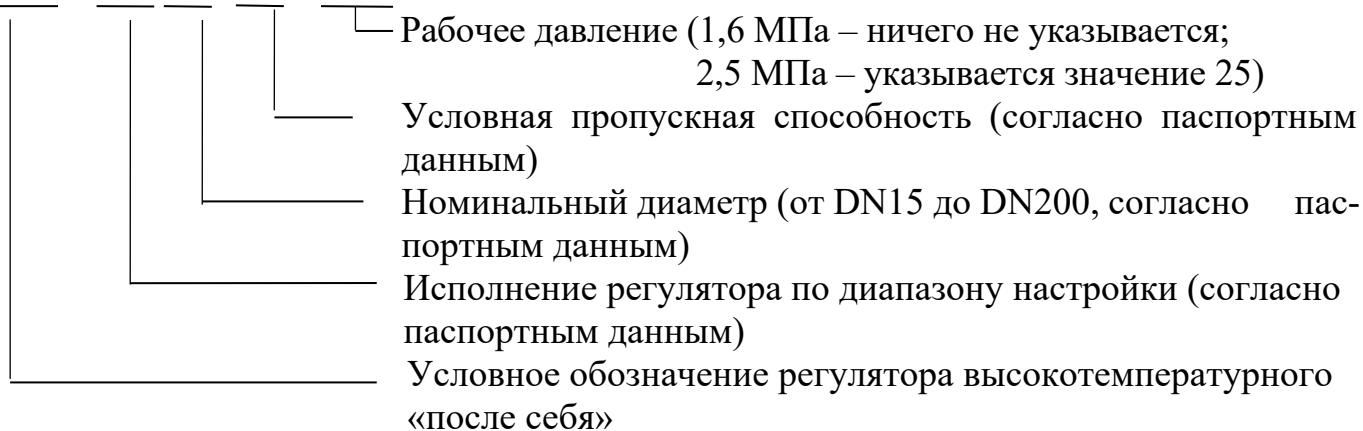 Рабочее давление (1,6 МПа – ничего не указывается;
2,5 МПа – указывается значение 25)
Условная пропускная способность (согласно паспортным
данным)
Номинальный диаметр (от DN15 до DN200, согласно пас-
портным данным)
Исполнение регулятора по диапазону настройки (согласно
паспортным данным)
Условное обозначение регулятора высокотемпературного
«после себя»